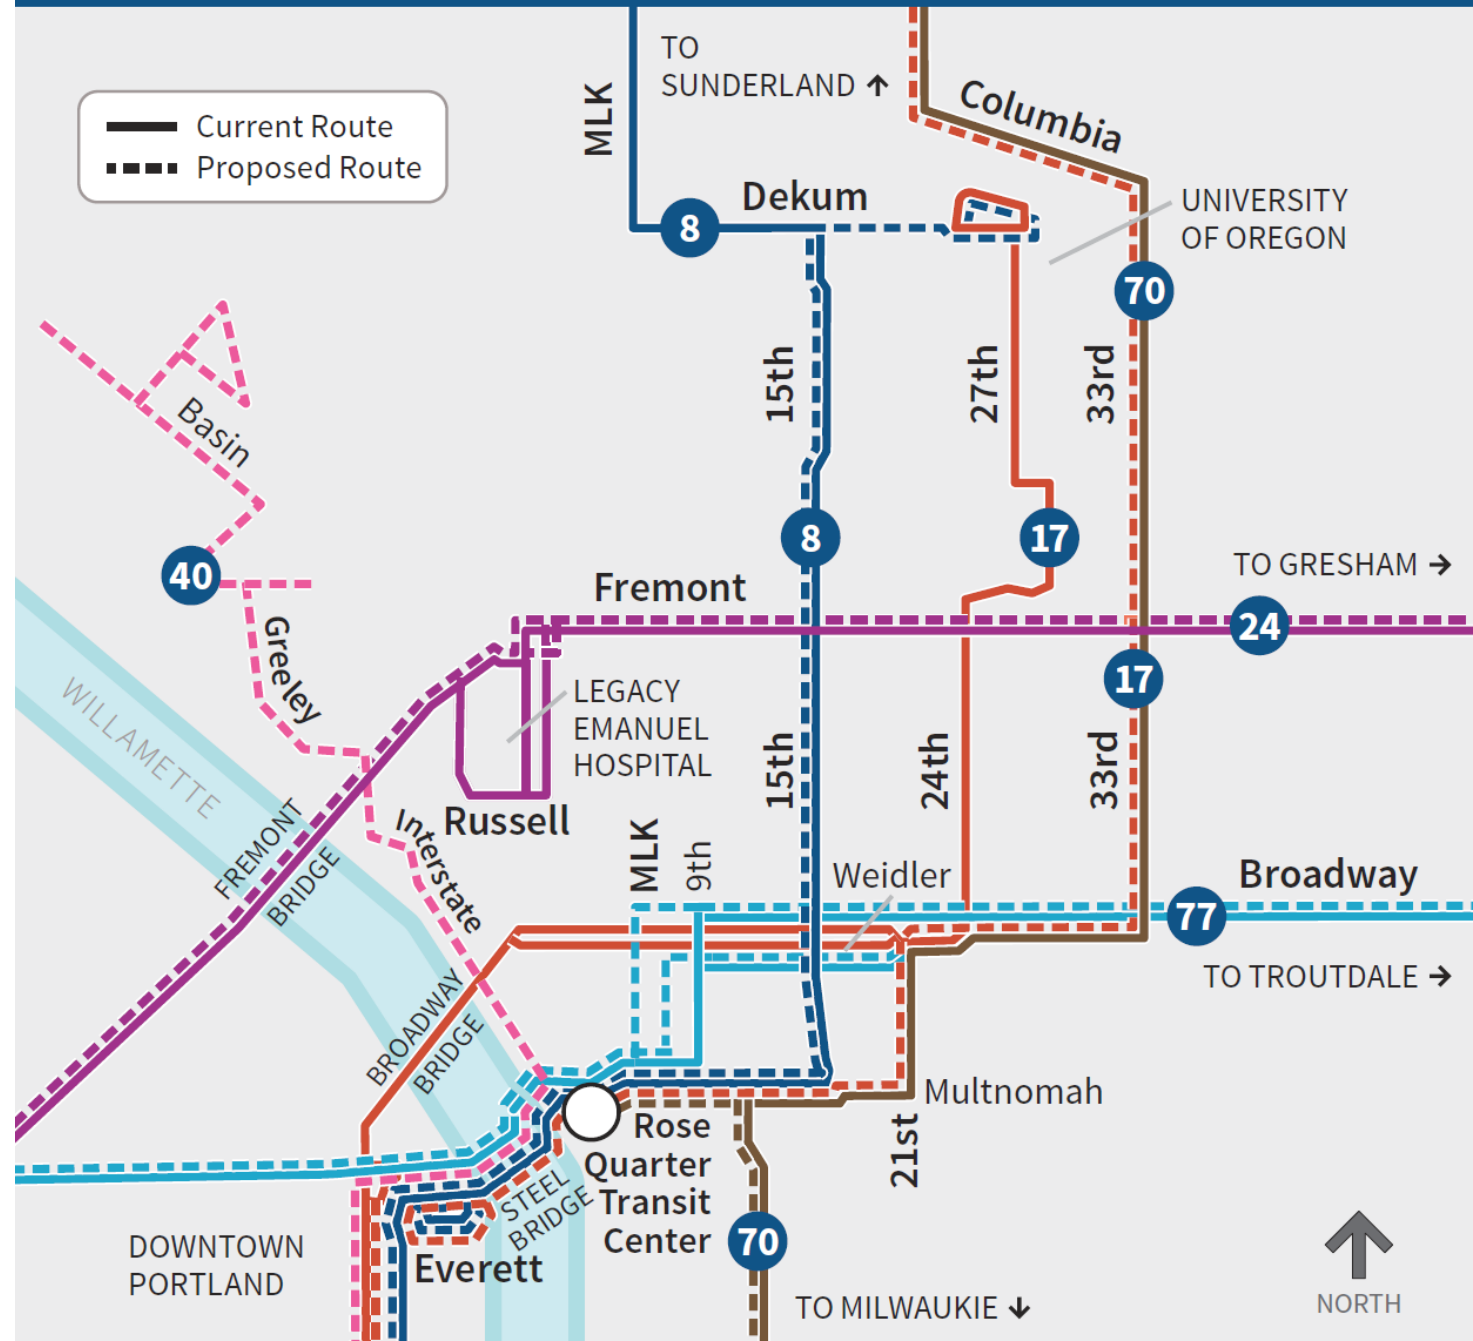 TO
SUNDERLAND ↑
MLK
Columbia
Current Route
Proposed Route
Dekum
8
UNIVERSITY
OF OREGON
70
15th
27th
33rd
Basin
8
17
40
TO GRESHAM →
Fremont
24
Greeley
17
LEGACY
EMANUEL
HOSPITAL
WILLAMETTE
15th
24th
33rd
Russell
Interstate
FREMONT
BRIDGE
MLK
9th
Weidler
Broadway
77
TO TROUTDALE →
BROADWAY
BRIDGE
Multnomah
Rose
Quarter
Transit
Center
21st
STEEL
BRIDGE
70
DOWNTOWN
PORTLAND
Everett
TO MILWAUKIE ↓
NORTH